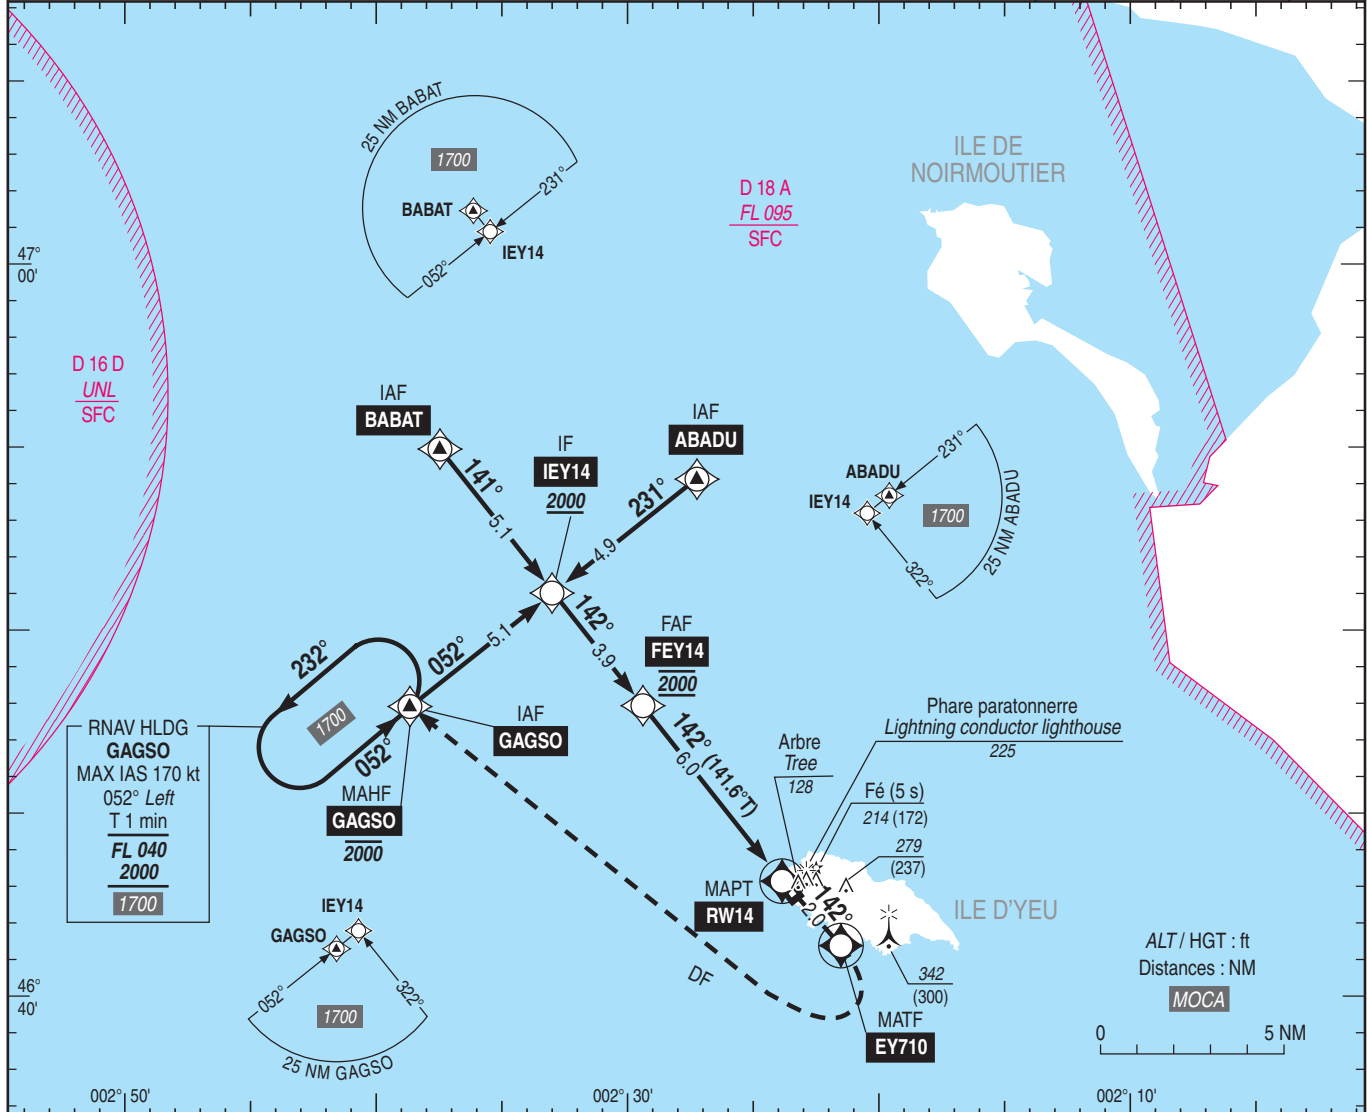 25 NM BABAT
1700
BABAT
231°
IEY14
052°
ILE DE
NOIRMOUTIER
D 18 A
FL 095
SFC
47°
00'
D 16 D
UNL
SFC
IAF
BABAT
IAF
ABADU
IF
IEY14
2000
141°
5.1
231°
4.9
ABADU
IEY14
231°
1700
322°
25 NM ABADU
142°
3.9
052°
5.1
FAF
FEY14
2000
232°
1700
052°
IAF
GAGSO
RNAV HLDG
GAGSO
MAX IAS 170 kt
052° Left
T 1 min
FL 040
2000
1700
MAHF
GAGSO
2000
142° (141.6°T)
6.0
Phare paratonnerre
Lightning conductor lighthouse
225
Arbre
Tree
128
Fé (5 s)
214 (172)
279
(237)
MAPT
RW14
142°
2.0
ILE D'YEU
342
(300)
MATF
EY710
DF
IEY14
GAGSO
052°
322°
1700
25 NM GAGSO
ALT / HGT : ft
Distances : NM
MOCA
0 5 NM
46°
40'
002° 50'
002° 30'
002° 10'